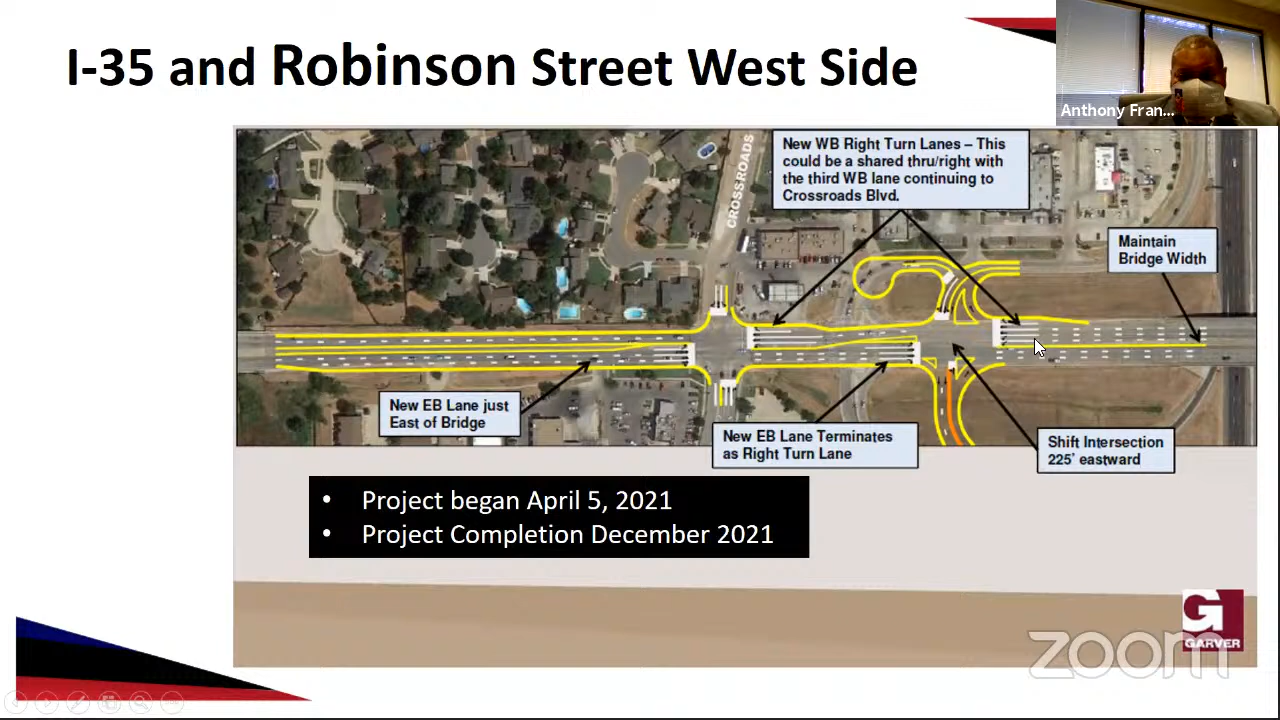 I-35 and Robinson Street West Side
Anthony Fran...
CROSSROADS
New WB Right Turn Lanes – This
could be a shared thru/right with
the third WB lane continuing to
Crossroads Blvd.
Maintain
Bridge Width
New EB Lane just
East of Bridge
New EB Lane Terminates
as Right Turn Lane
Shift Intersection
225' eastward
• Project began April 5, 2021
• Project Completion December 2021
G
GARVER
zoom